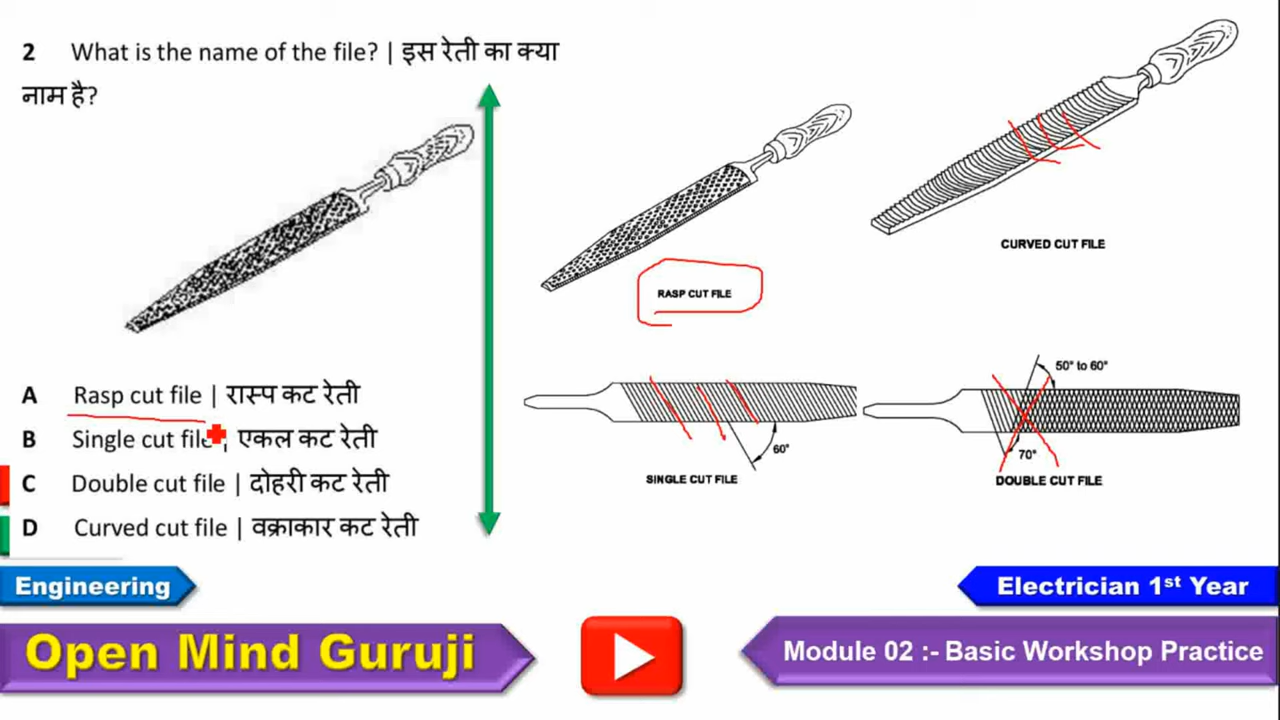 2 What is the name of the file? | इस रेती का क्या
नाम है?
RASP CUT FILE
CURVED CUT FILE
50° to 60°
60°
70°
SINGLE CUT FILE
DOUBLE CUT FILE
A Rasp cut file | रास्प कट रेती
B Single cut file | एकल कट रेती
C Double cut file | दोहरी कट रेती
D Curved cut file | वक्राकार कट रेती
Engineering
Electrician 1st Year
Open Mind Guruji
Module 02 :- Basic Workshop Practice